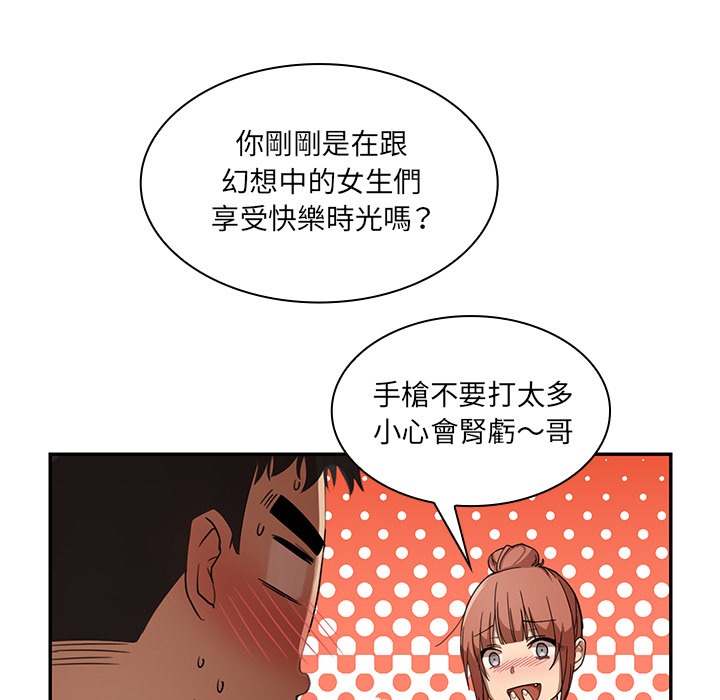 你剛剛是在跟
幻想中的女生們
享受快樂時光嗎？
手槍不要打太多
小心會腎虧～哥